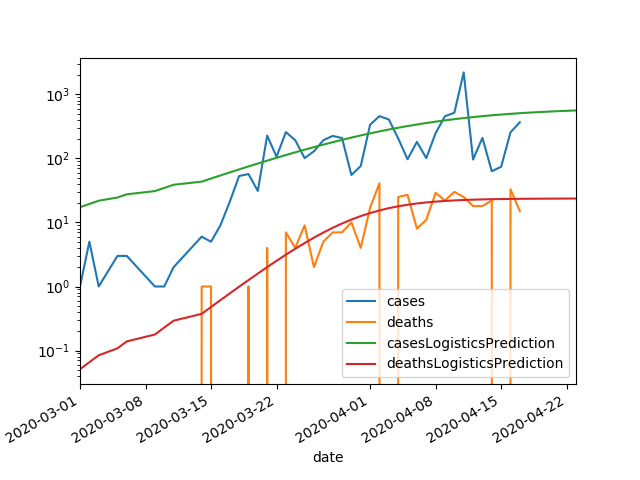 10³
10²
10¹
10⁰
10⁻¹
cases
deaths
casesLogisticsPrediction
deathsLogisticsPrediction
2020-03-01
2020-03-08
2020-03-15
2020-03-22
2020-04-01
2020-04-08
2020-04-15
2020-04-22
date